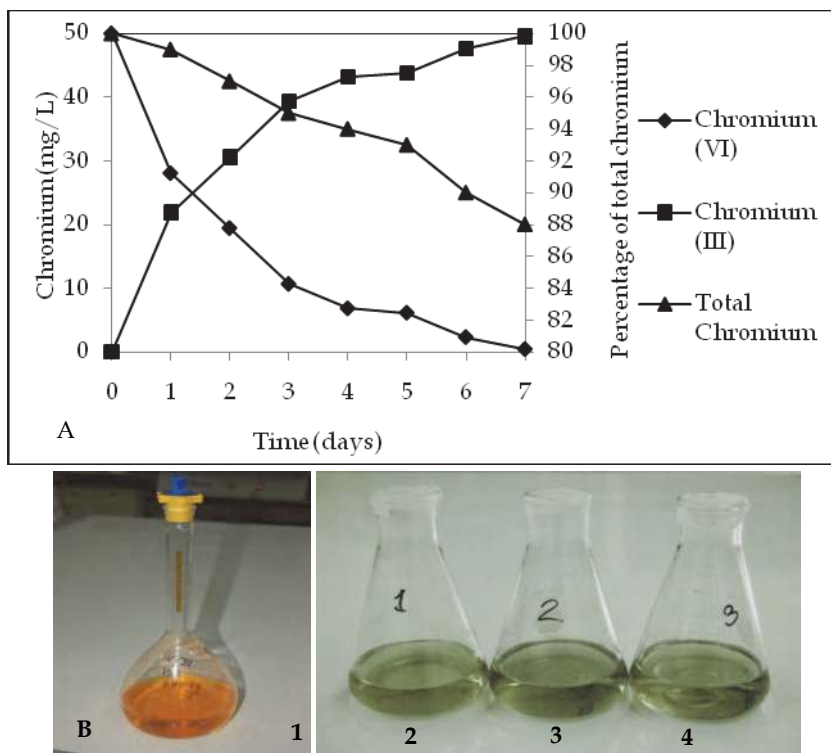 50
40
30
20
10
0
Chromium (mg/L)
100
98
96
94
92
90
88
86
84
82
80
Percentage of total chromium
0 1 2 3 4 5 6 7
Time (days)
A
Chromium
(VI)
Chromium
(III)
Total
Chromium
B
1
1
2
3
2
3
4